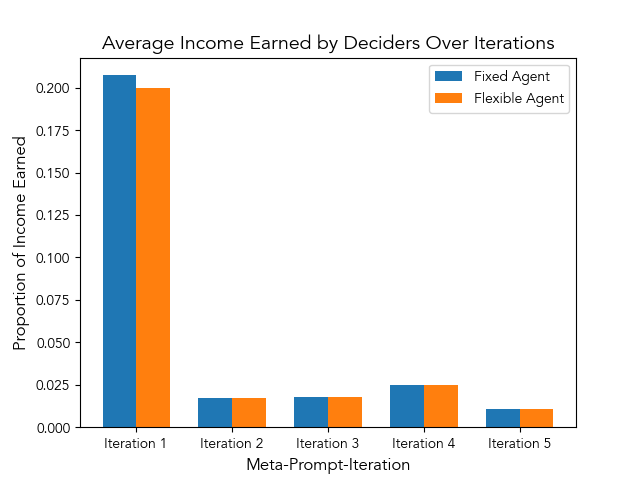 Average Income Earned by Deciders Over Iterations
Fixed Agent
Flexible Agent
Proportion of Income Earned
0.200
0.175
0.150
0.125
0.100
0.075
0.050
0.025
0.000
Iteration 1
Iteration 2
Iteration 3
Iteration 4
Iteration 5
Meta-Prompt-Iteration